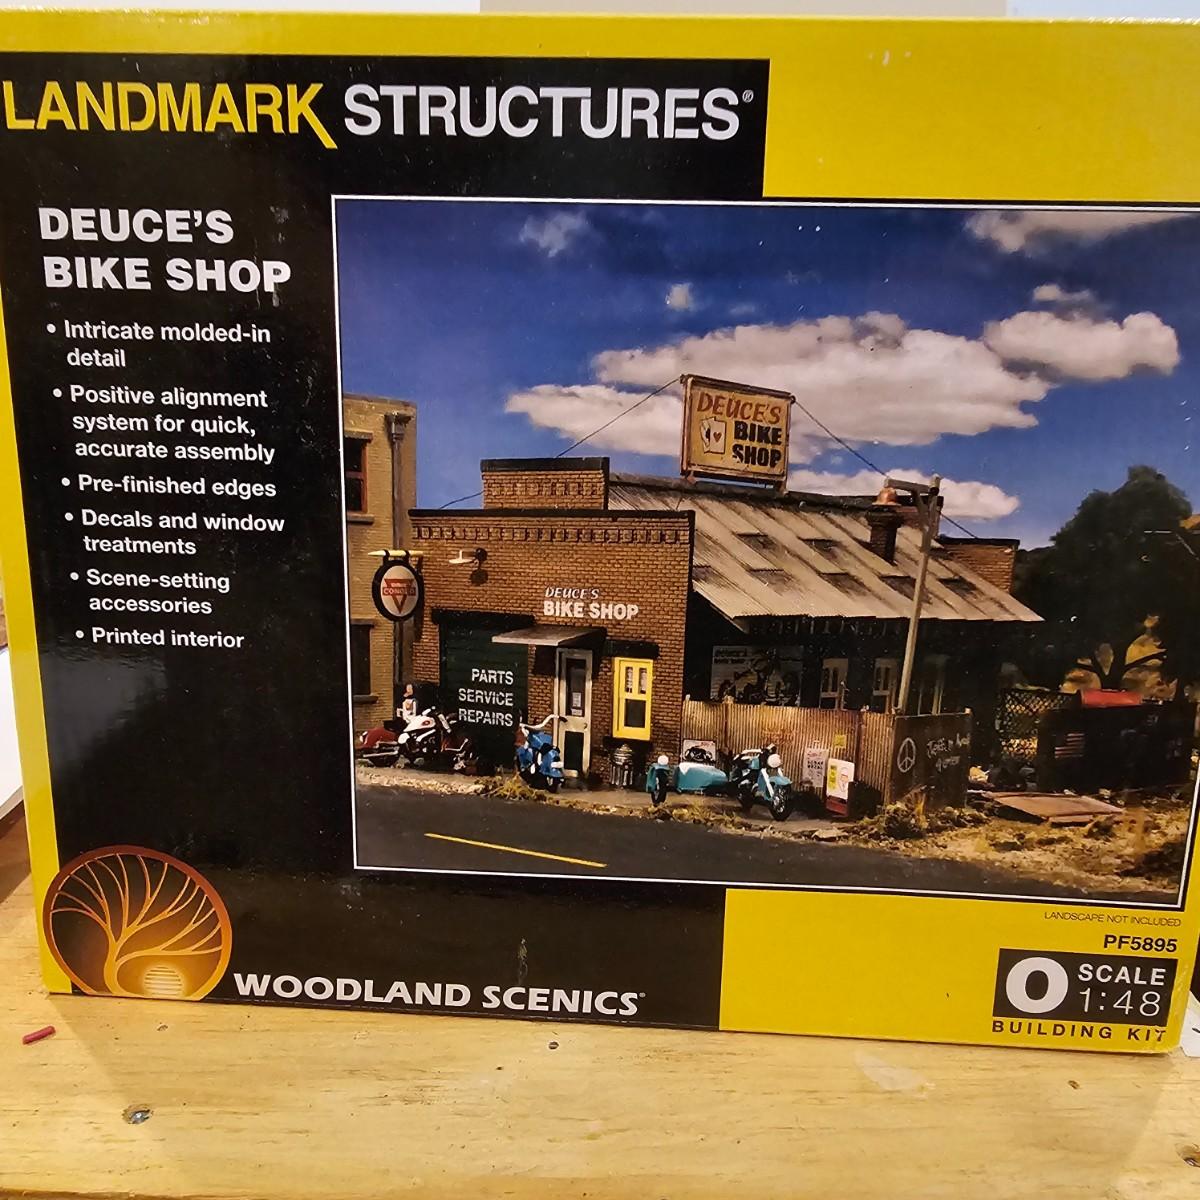 LANDMARK STRUCTURES®
DEUCE'S
BIKE SHOP
• Intricate molded-in
detail
• Positive alignment
system for quick,
accurate assembly
• Pre-finished edges
• Decals and window
treatments
• Scene-setting
accessories
• Printed interior
DEUCE'S
BIKE
SHOP
CONOCO
DEUCE'S
BIKE SHOP
PARTS
SERVICE
REPAIRS
LANDSCAPE NOT INCLUDED
PF5895
O SCALE
1:48
BUILDING KIT
WOODLAND SCENICS®